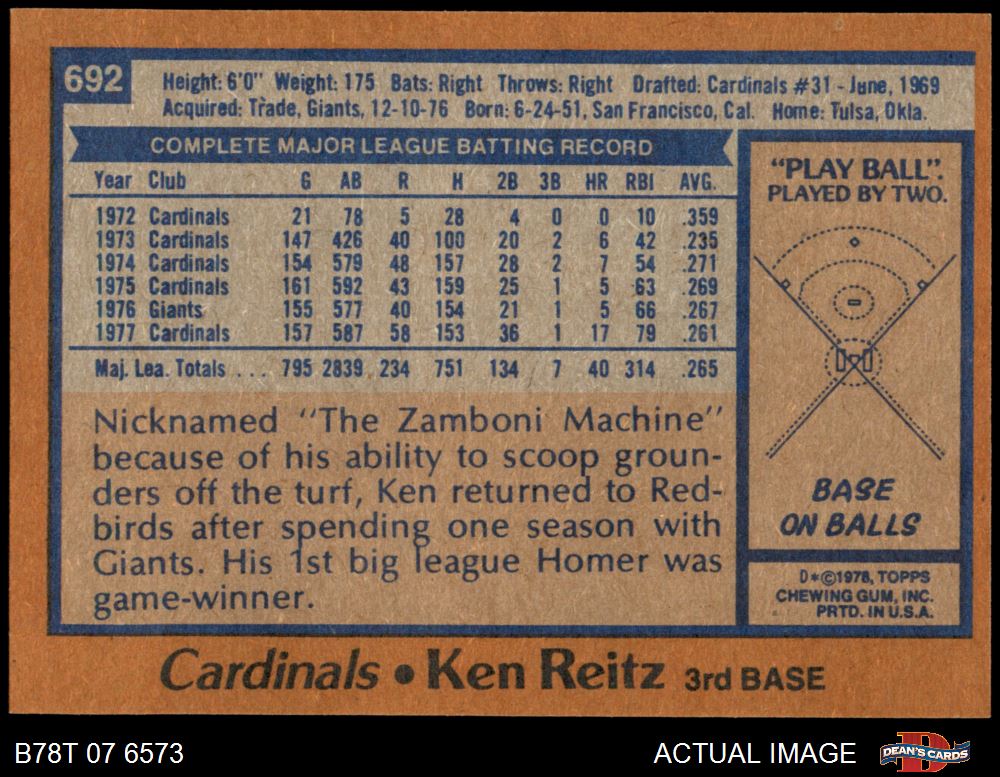 692
Height: 6'0" Weight: 175 Bats: Right Throws: Right Drafted: Cardinals #31 - June, 1969
Acquired: Trade, Giants, 12-10-76 Born: 6-24-51, San Francisco, Cal. Home: Tulsa, Okla.
COMPLETE MAJOR LEAGUE BATTING RECORD
Year Club G AB R H 2B 3B HR RBI AVG.
1972 Cardinals 21 78 5 28 4 0 0 10 .359
1973 Cardinals 147 426 40 100 20 2 6 42 .235
1974 Cardinals 154 579 48 157 28 2 7 54 .271
1975 Cardinals 161 592 43 159 25 1 5 63 .269
1976 Giants 155 577 40 154 21 1 5 66 .267
1977 Cardinals 157 587 58 153 36 1 17 79 .261
Maj. Lea. Totals . . . 795 2839 234 751 134 7 40 314 .265
Nicknamed "The Zamboni Machine"
because of his ability to scoop groun-
ders off the turf, Ken returned to Red-
birds after spending one season with
Giants. His 1st big league Homer was
game-winner.
"PLAY BALL".
PLAYED BY TWO.
BASE
ON BALLS
D*©1978, TOPPS
CHEWING GUM, INC.
PRTD. IN U.S.A.
Cardinals • Ken Reitz 3rd BASE
B78T 07 6573
ACTUAL IMAGE
DEAN'S CARDS